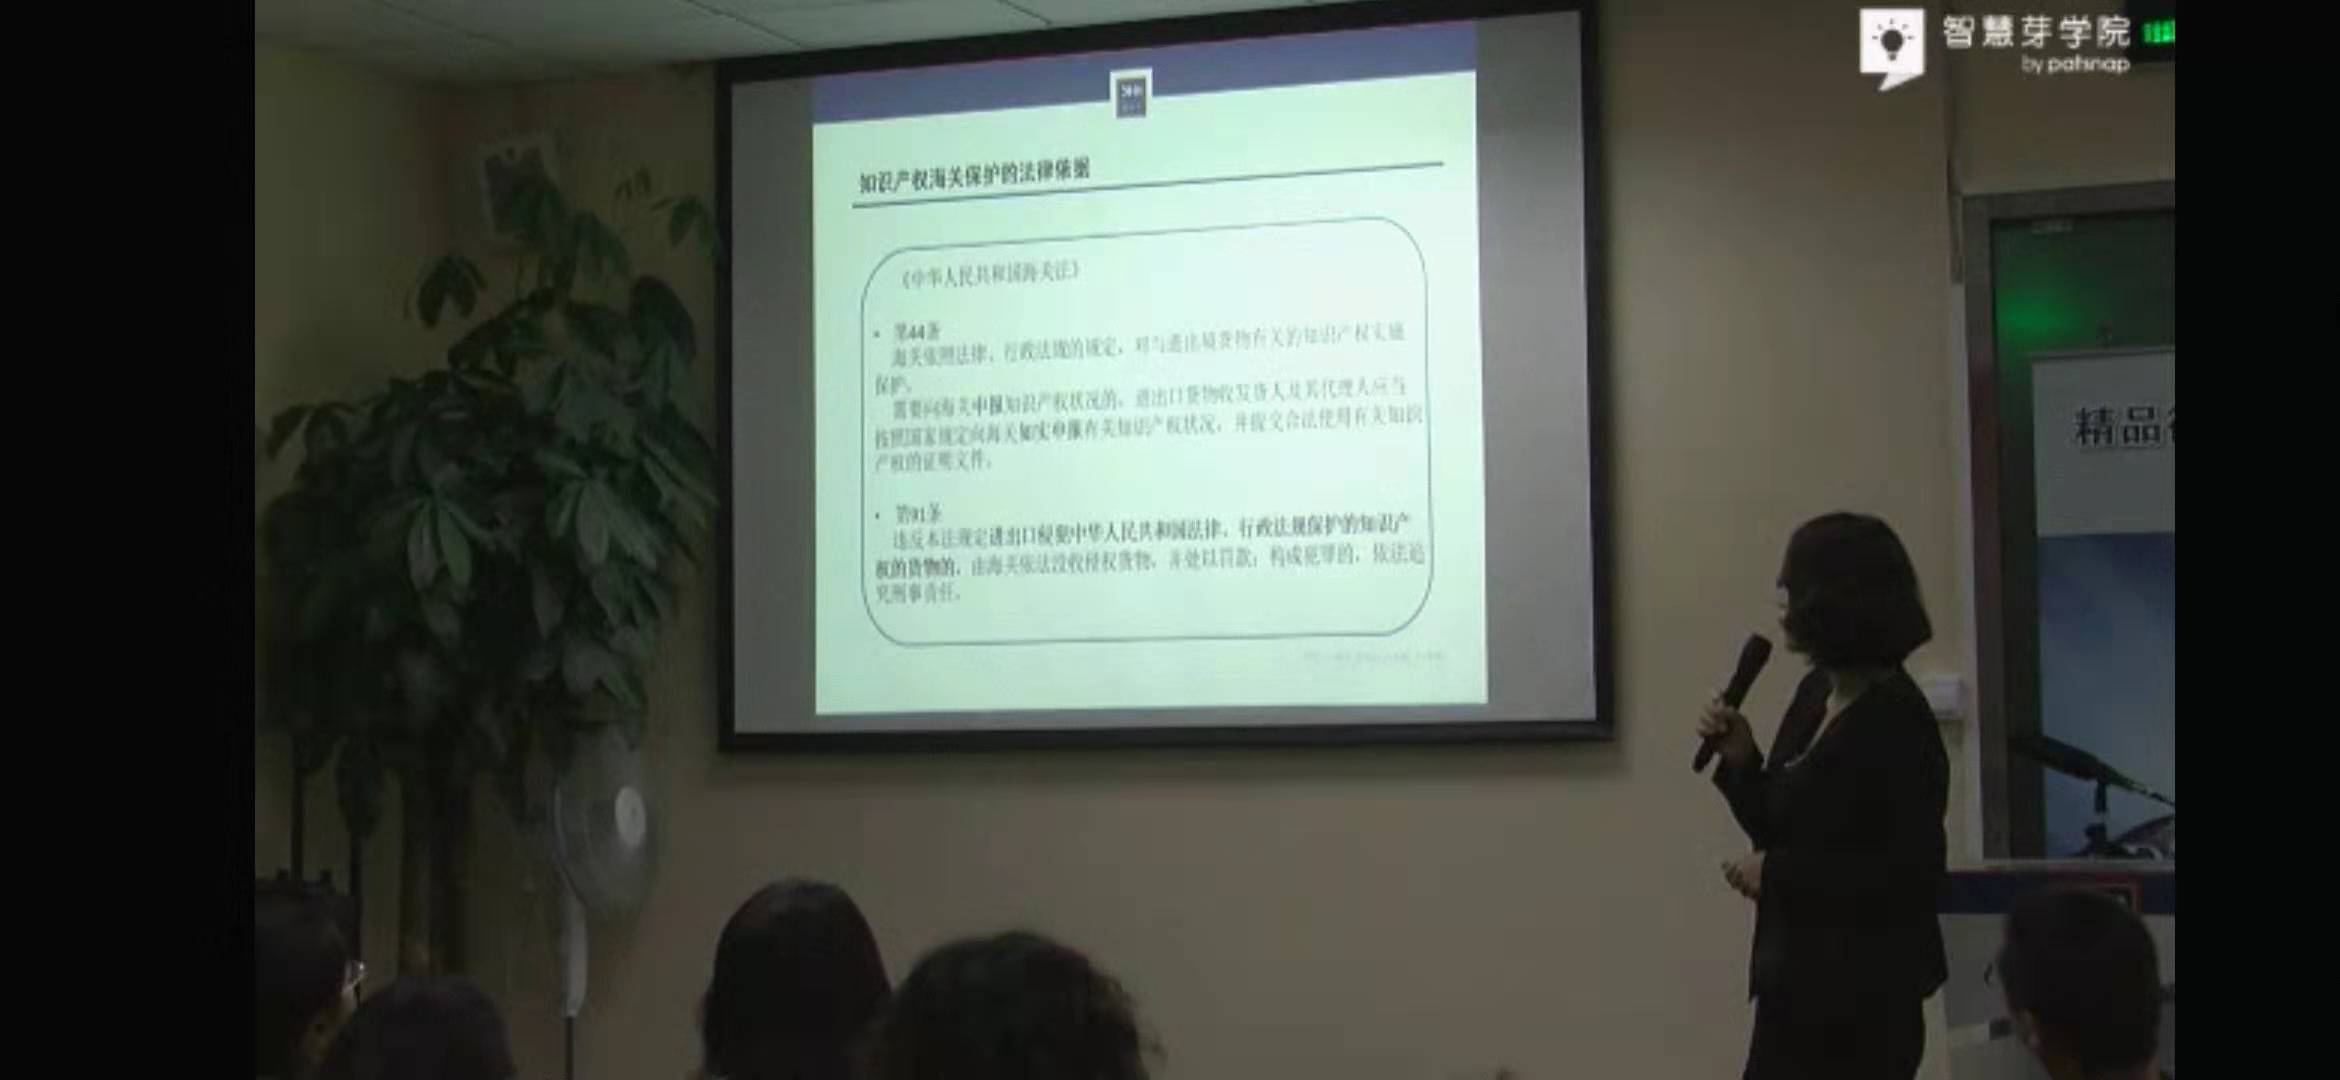 智慧芽学院
by patsnap
知识产权海关保护的法律依据
《中华人民共和国海关法》
• 第44条
海关依照法律、行政法规的规定，对与进出境货物有关的知识产权实施
保护。
需要向海关申报知识产权状况的，进出口货物收发货人及其代理人应当
按照国家规定向海关如实申报有关知识产权状况，并提交合法使用有关知识
产权的证明文件。
• 第91条
违反本法规定进出口侵犯中华人民共和国法律、行政法规保护的知识产
权的货物的，由海关依法没收侵权货物，并处以罚款；构成犯罪的，依法追
究刑事责任。
精品